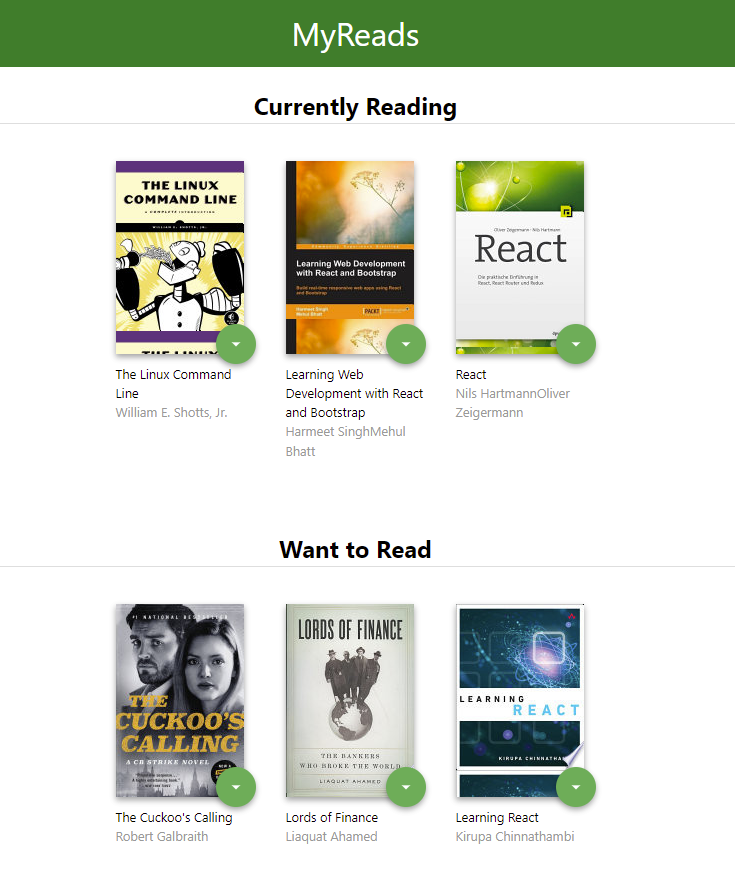 MyReads
Currently Reading
THE LINUX
COMMAND LINE
A COMPLETE INTRODUCTION
WILLIAM E. SHOTTS, JR.
THE LINUX
Learning Web Development
with React and Bootstrap
Build real-time responsive web apps using React
and Bootstrap
Harmeet Singh
Mehul Bhatt
PACKT
Oliver Zeigermann · Nils Hartmann
React
Die praktische Einführung in
React, React Router und Redux
The Linux Command
Line
William E. Shotts, Jr.
Learning Web
Development with React
and Bootstrap
Harmeet SinghMehul
Bhatt
React
Nils HartmannOliver
Zeigermann
Want to Read
#1 NATIONAL BESTSELLER
THE
CUCKOO'S
CALLING
A CB STRIKE NOVEL
LORDS OF FINANCE
THE BANKERS
WHO BROKE THE WORLD
LIAQUAT AHAMED
LEARNING
REACT
KIRUPA CHINNATHAM
The Cuckoo's Calling
Robert Galbraith
Lords of Finance
Liaquat Ahamed
Learning React
Kirupa Chinnathambi